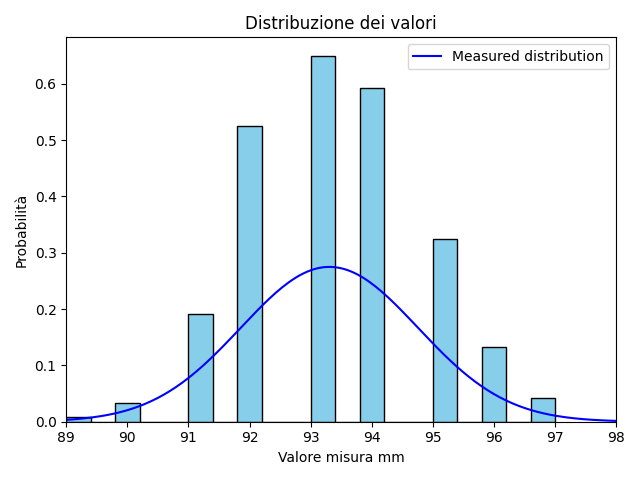 Distribuzione dei valori
Measured distribution
Probabilità
0.6
0.5
0.4
0.3
0.2
0.1
0.0
89 90 91 92 93 94 95 96 97 98
Valore misura mm